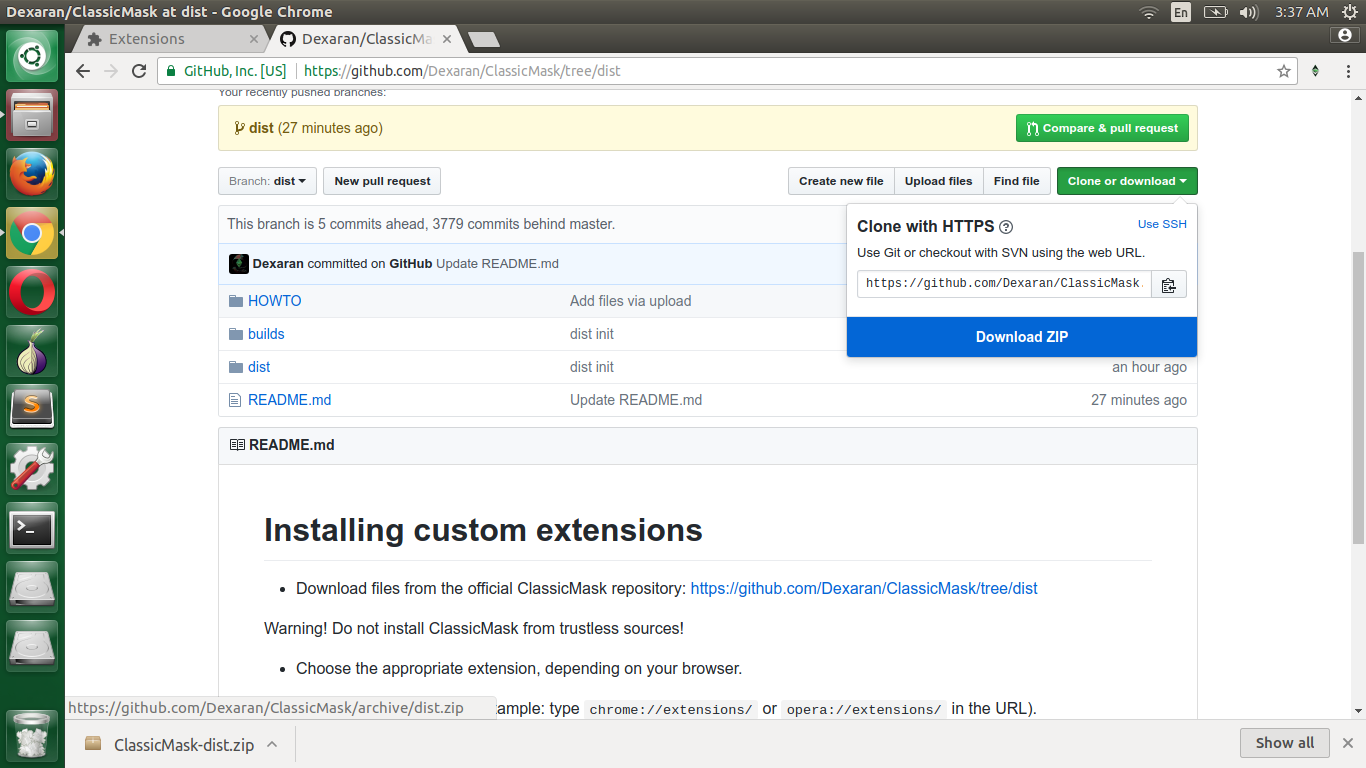 Dexaran/ClassicMask at dist - Google Chrome
En
3:37 AM
Extensions
Dexaran/ClassicMa
GitHub, Inc. [US]
https://github.com/Dexaran/ClassicMask/tree/dist
Your recently pushed branches:
dist (27 minutes ago)
Compare & pull request
Branch: dist
New pull request
Create new file
Upload files
Find file
Clone or download
This branch is 5 commits ahead, 3779 commits behind master.
Clone with HTTPS
Use SSH
Use Git or checkout with SVN using the web URL.
https://github.com/Dexaran/ClassicMask.
Download ZIP
Dexaran committed on GitHub Update README.md
HOWTO
Add files via upload
builds
dist init
dist
dist init
an hour ago
README.md
Update README.md
27 minutes ago
README.md
Installing custom extensions
Download files from the official ClassicMask repository: https://github.com/Dexaran/ClassicMask/tree/dist
Warning! Do not install ClassicMask from trustless sources!
Choose the appropriate extension, depending on your browser.
ample: type chrome://extensions/ or opera://extensions/ in the URL).
https://github.com/Dexaran/ClassicMask/archive/dist.zip
ClassicMask-dist.zip
Show all